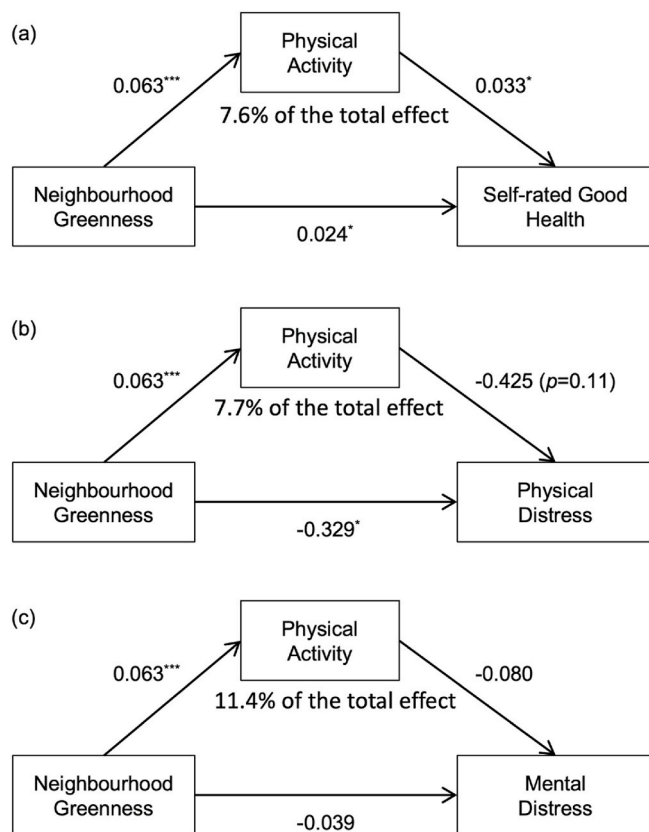 (a)
Physical
Activity
0.063***
0.033*
7.6% of the total effect
Neighbourhood
Greenness
Self-rated Good
Health
0.024*
(b)
Physical
Activity
0.063***
-0.425 (p=0.11)
7.7% of the total effect
Neighbourhood
Greenness
Physical
Distress
-0.329*
(c)
Physical
Activity
0.063***
-0.080
11.4% of the total effect
Neighbourhood
Greenness
Mental
Distress
-0.039